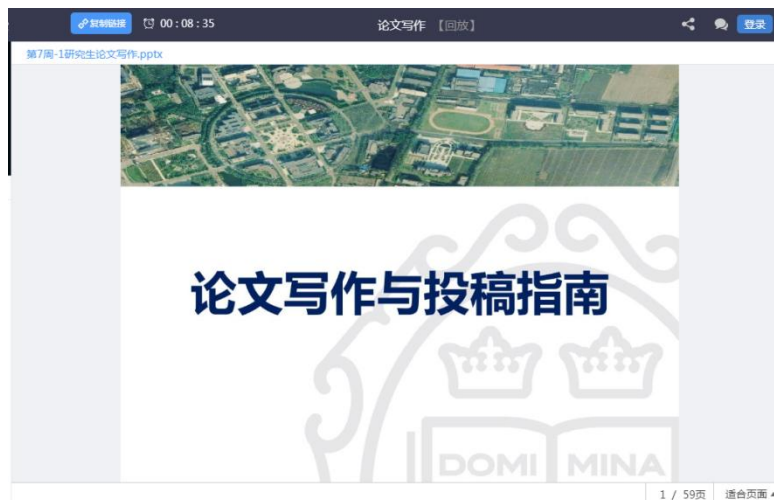 复制链接 00:08:35 论文写作 【回放】 登录
第7周-1研究生论文写作.pptx
论文写作与投稿指南
DOMI MINA
1 / 59页 适合页面